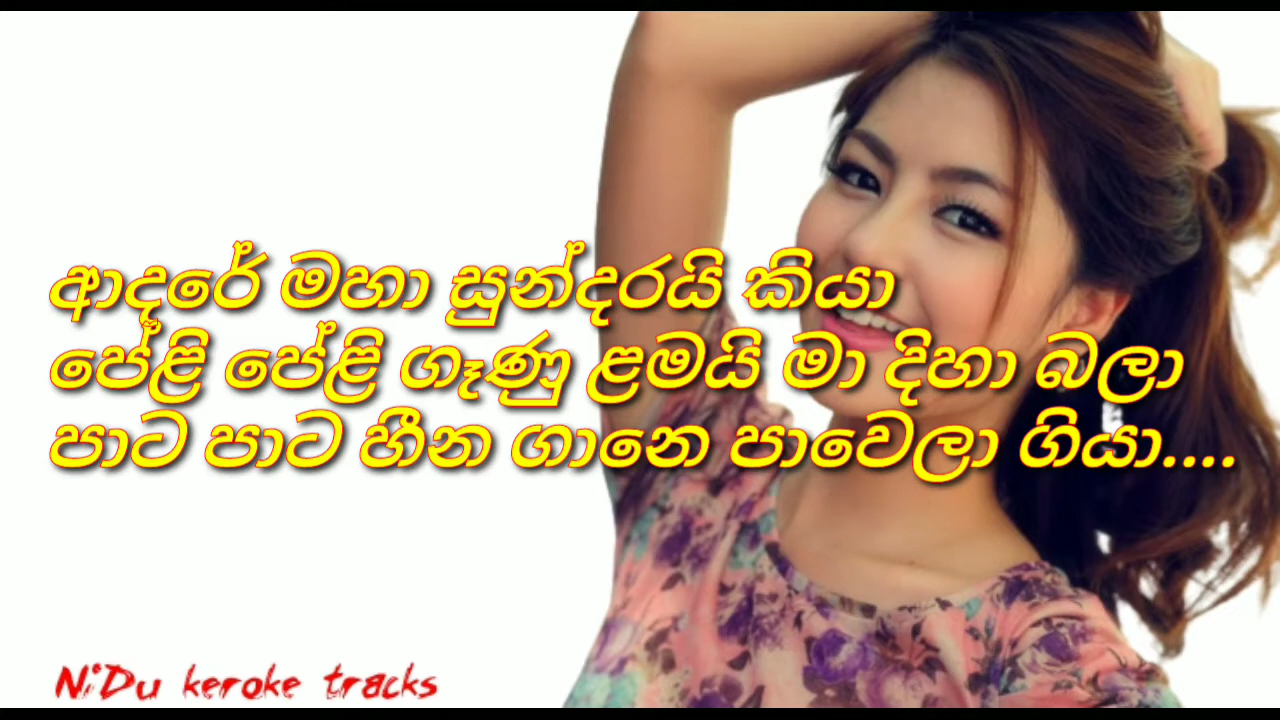 ආදරේ මහා සුන්දරයි කියා
පේළි පේළි ගෑණු ළමයි මා දිහා බලා
පාට පාට හීන ගානෙ පාවෙලා ගියා....
NiDu keroke tracks